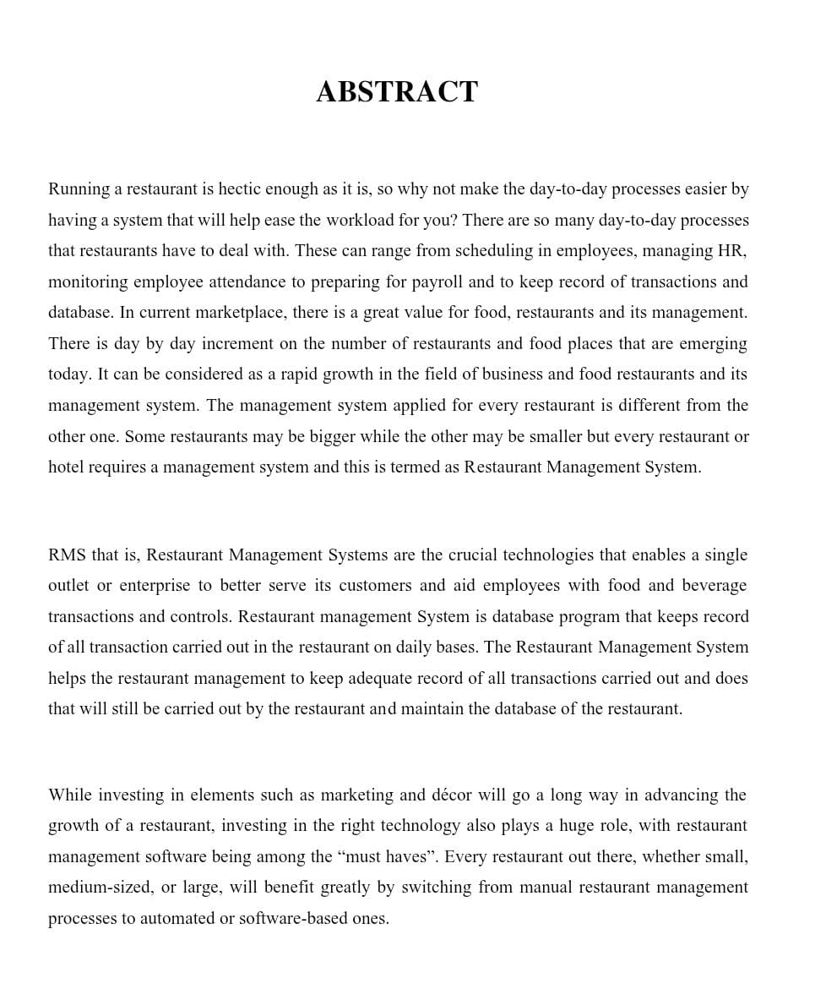 ABSTRACT
Running a restaurant is hectic enough as it is, so why not make the day-to-day processes easier by
having a system that will help ease the workload for you? There are so many day-to-day processes
that restaurants have to deal with. These can range from scheduling in employees, managing HR,
monitoring employee attendance to preparing for payroll and to keep record of transactions and
database. In current marketplace, there is a great value for food, restaurants and its management.
There is day by day increment on the number of restaurants and food places that are emerging
today. It can be considered as a rapid growth in the field of business and food restaurants and its
management system. The management system applied for every restaurant is different from the
other one. Some restaurants may be bigger while the other may be smaller but every restaurant or
hotel requires a management system and this is termed as Restaurant Management System.
RMS that is, Restaurant Management Systems are the crucial technologies that enables a single
outlet or enterprise to better serve its customers and aid employees with food and beverage
transactions and controls. Restaurant management System is database program that keeps record
of all transaction carried out in the restaurant on daily bases. The Restaurant Management System
helps the restaurant management to keep adequate record of all transactions carried out and does
that will still be carried out by the restaurant and maintain the database of the restaurant.
While investing in elements such as marketing and décor will go a long way in advancing the
growth of a restaurant, investing in the right technology also plays a huge role, with restaurant
management software being among the “must haves”. Every restaurant out there, whether small,
medium-sized, or large, will benefit greatly by switching from manual restaurant management
processes to automated or software-based ones.